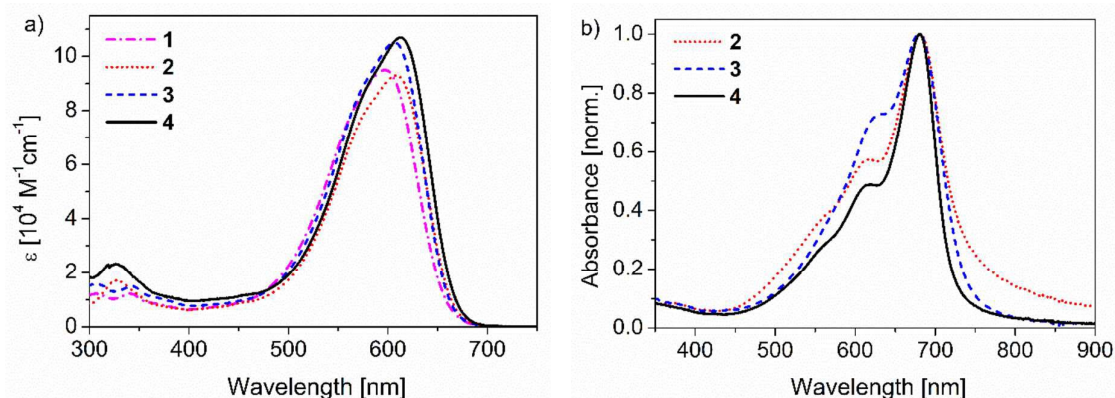 a)
1
2
3
4
ε [10⁴ M⁻¹cm⁻¹]
10
8
6
4
2
0
300 400 500 600 700
Wavelength [nm]
b)
2
3
4
Absorbance [norm.]
1.0
0.8
0.6
0.4
0.2
0.0
400 500 600 700 800 900
Wavelength [nm]